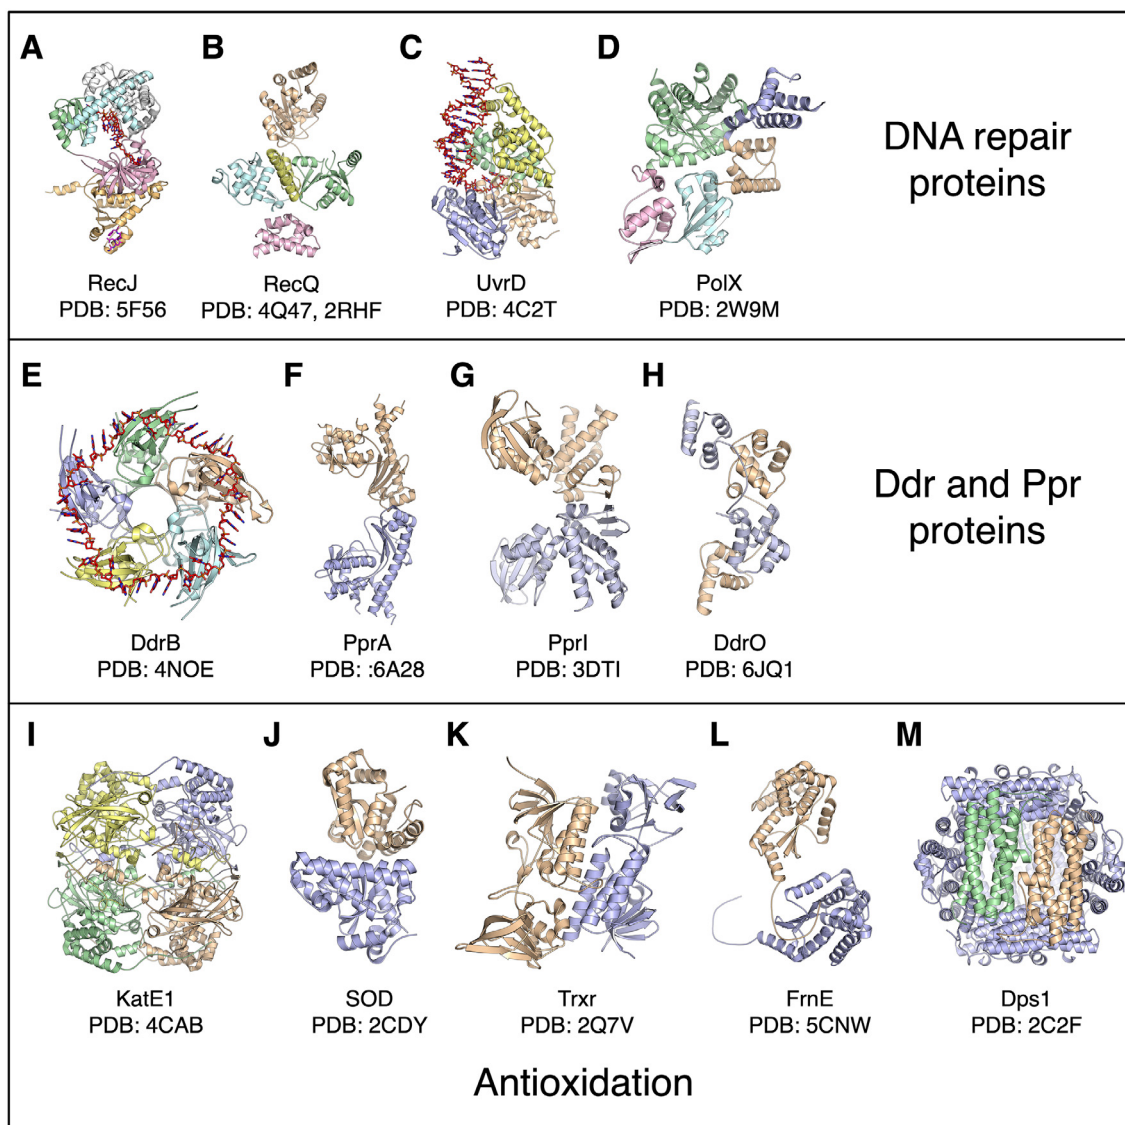 A
B
C
D
DNA repair
proteins
RecJ
PDB: 5F56
RecQ
PDB: 4Q47, 2RHF
UvrD
PDB: 4C2T
PolX
PDB: 2W9M
E
F
G
H
Ddr and Ppr
proteins
DdrB
PDB: 4NOE
PprA
PDB: :6A28
PprI
PDB: 3DTI
DdrO
PDB: 6JQ1
I
J
K
L
M
KatE1
PDB: 4CAB
SOD
PDB: 2CDY
Trxr
PDB: 2Q7V
FrnE
PDB: 5CNW
Dps1
PDB: 2C2F
Antioxidation